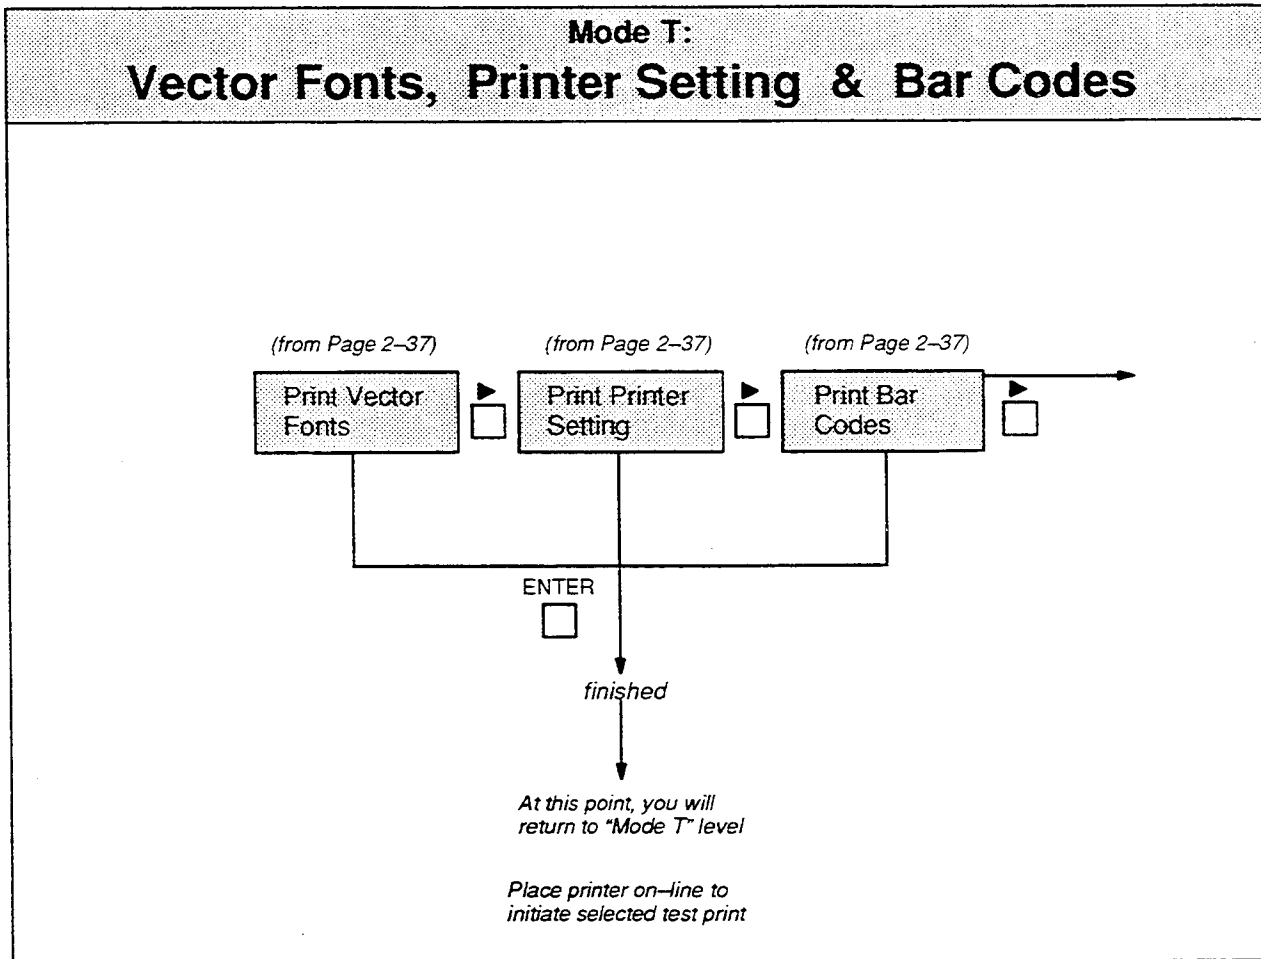 Mode T:
Vector Fonts, Printer Setting & Bar Codes
(from Page 2–37)
(from Page 2–37)
(from Page 2–37)
Print Vector
Fonts
Print Printer
Setting
Print Bar
Codes
ENTER
finished
At this point, you will
return to “Mode T” level
Place printer on–line to
initiate selected test print